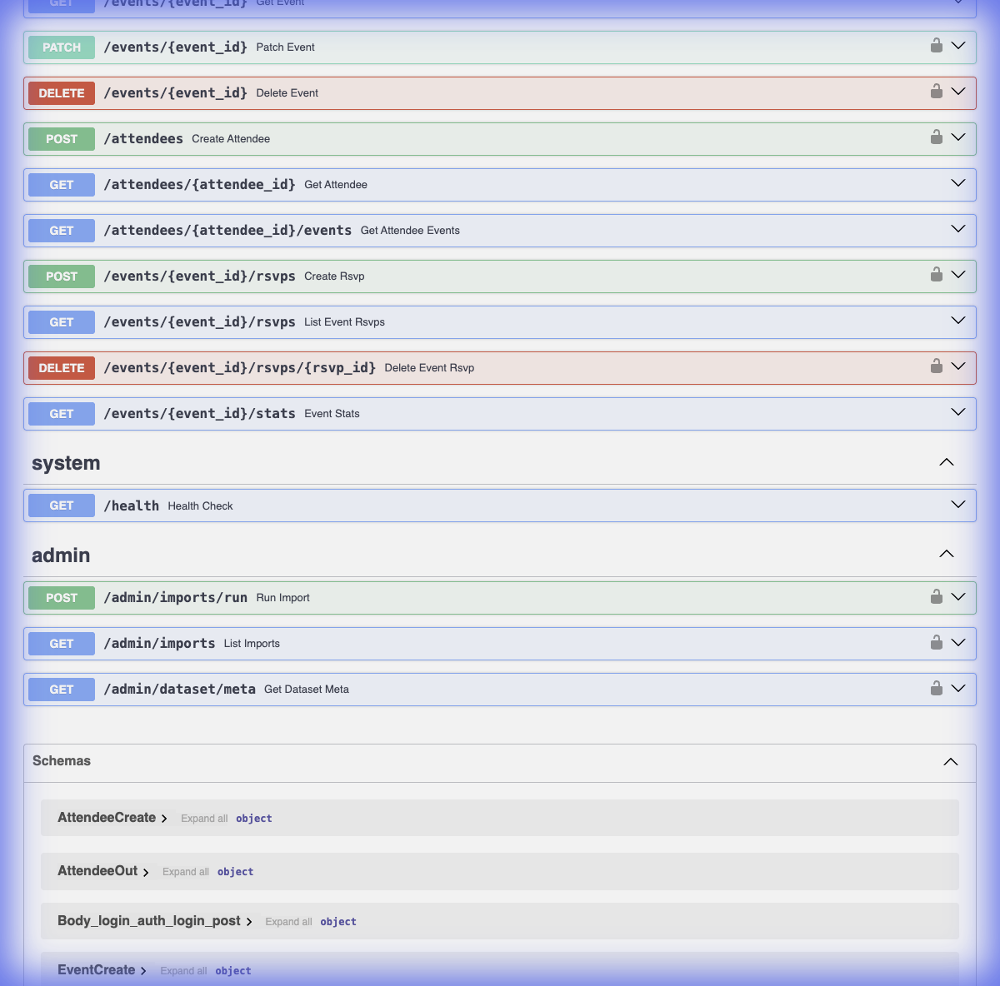 GET /events/{event_id} Get Event
PATCH /events/{event_id} Patch Event
DELETE /events/{event_id} Delete Event
POST /attendees Create Attendee
GET /attendees/{attendee_id} Get Attendee
GET /attendees/{attendee_id}/events Get Attendee Events
POST /events/{event_id}/rsvps Create Rsvp
GET /events/{event_id}/rsvps List Event Rsvps
DELETE /events/{event_id}/rsvps/{rsvp_id} Delete Event Rsvp
GET /events/{event_id}/stats Event Stats
system
GET /health Health Check
admin
POST /admin/imports/run Run Import
GET /admin/imports List Imports
GET /admin/dataset/meta Get Dataset Meta
Schemas
AttendeeCreate Expand all object
AttendeeOut Expand all object
Body_login_auth_login_post Expand all object
EventCreate Expand all object